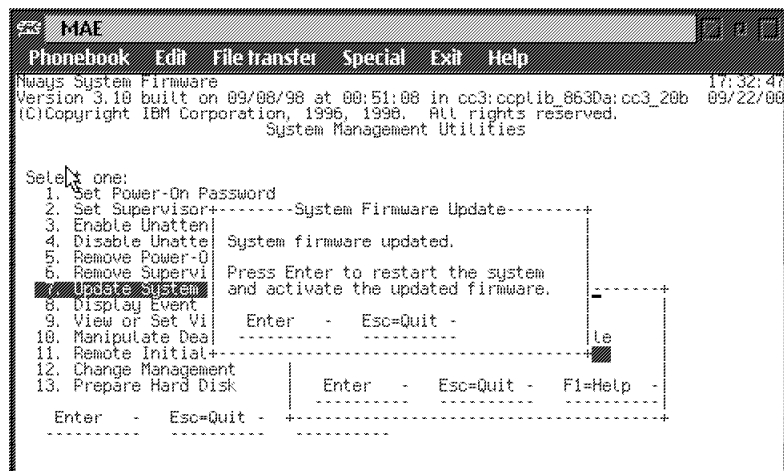 MAE
Phonebook Edit File transfer Special Exit Help
Nways System Firmware 17:32:47
Version 3.10 built on 09/08/98 at 00:51:08 in cc3:ccplib_863Da:cc3_20b 09/22/00
(C)Copyright IBM Corporation, 1996, 1998. All rights reserved.
System Management Utilities
Select one:
1. Set Power-On Password
2. Set Supervisor+--------System Firmware Update--------+
3. Enable Unatten|
4. Disable Unatte| System firmware updated.
5. Remove Power-O|
6. Remove Supervi| Press Enter to restart the system
7. Update System | and activate the updated firmware.
8. Display Event
9. View or Set Vi| Enter - Esc=Quit -
10. Manipulate Dea| le
11. Remote Initial+
12. Change Management
13. Prepare Hard Disk | Enter - Esc=Quit - F1=Help -
Enter - Esc=Quit -